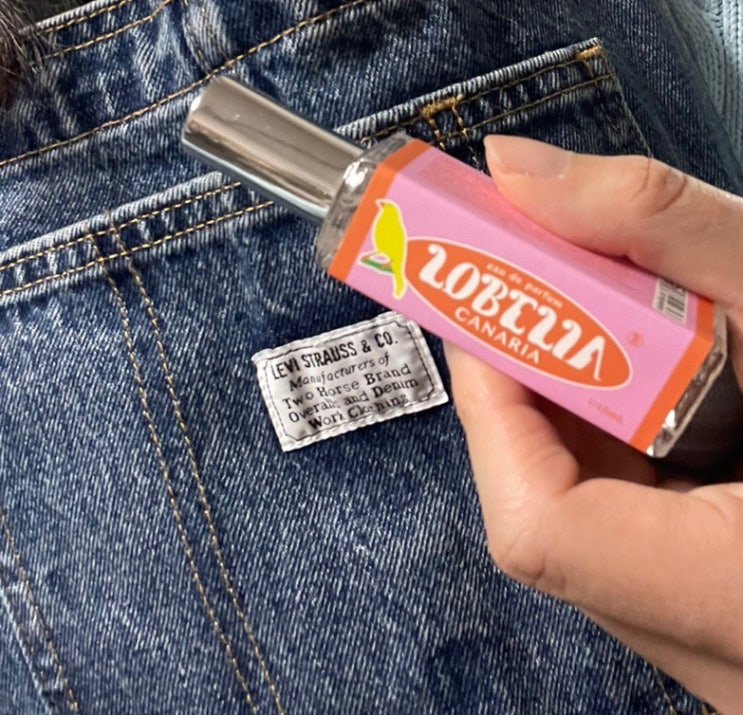 LEVI STRAUSS & CO.
Manufacturers of
Two Horse Brand
Overalls and Denim
Work Clothing
eau de parfum
LOBELIA
CANARIA